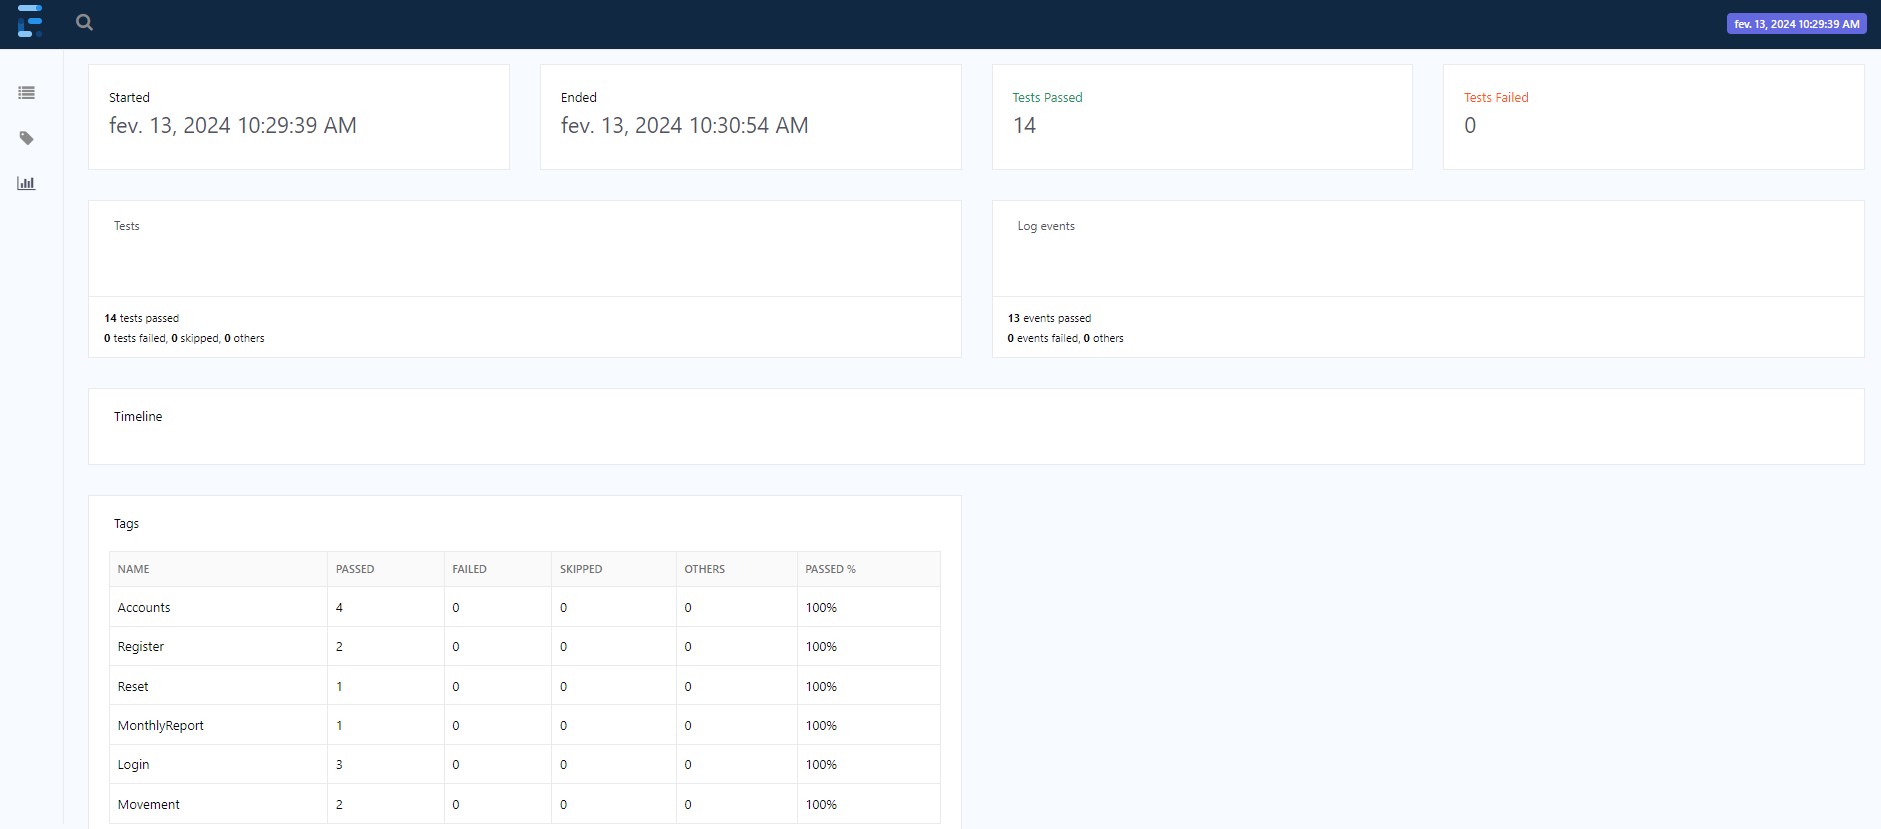 fev. 13, 2024 10:29:39 AM
Started
fev. 13, 2024 10:29:39 AM
Ended
fev. 13, 2024 10:30:54 AM
Tests Passed
14
Tests Failed
0
Tests
14 tests passed
0 tests failed, 0 skipped, 0 others
Log events
13 events passed
0 events failed, 0 others
Timeline
Tags
NAME PASSED FAILED SKIPPED OTHERS PASSED %
Accounts 4 0 0 0 100%
Register 2 0 0 0 100%
Reset 1 0 0 0 100%
MonthlyReport 1 0 0 0 100%
Login 3 0 0 0 100%
Movement 2 0 0 0 100%